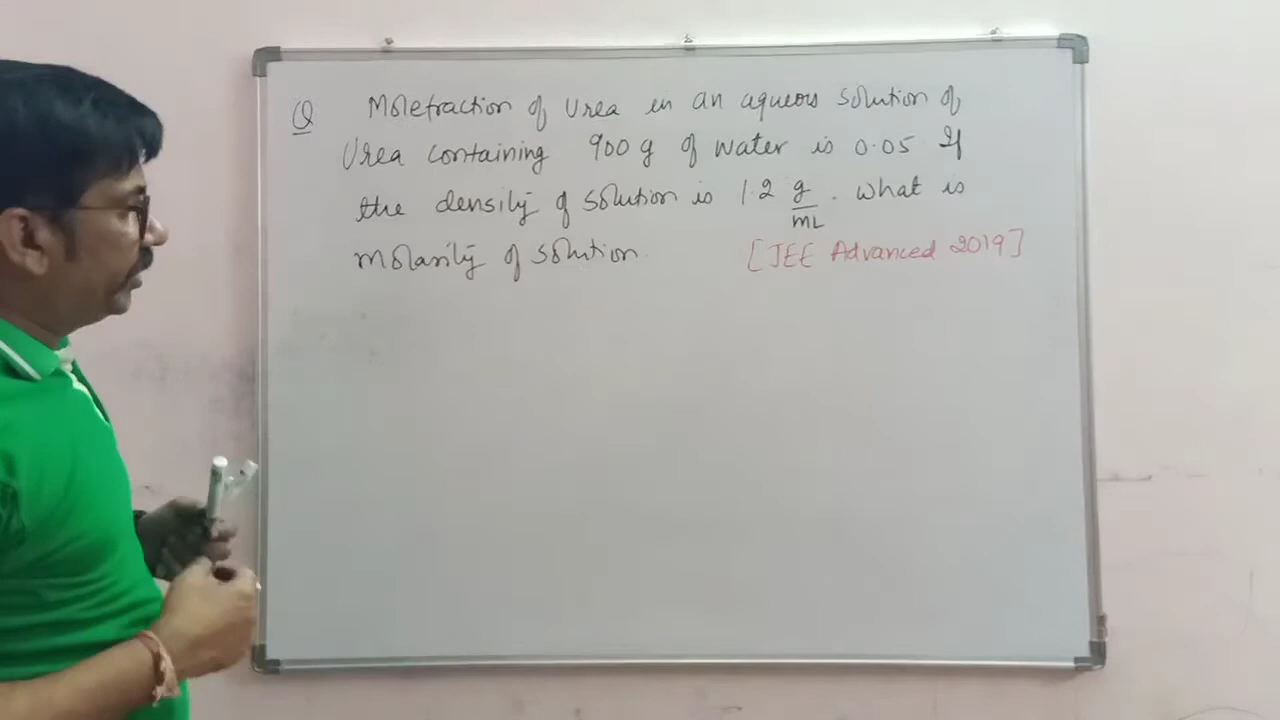 Q Molefraction of Urea in an aqueous solution of
Urea containing 900 g of water is 0.05 If
the density of solution is 1.2 g/mL. what is
molarity of solution. [JEE Advanced 2019]